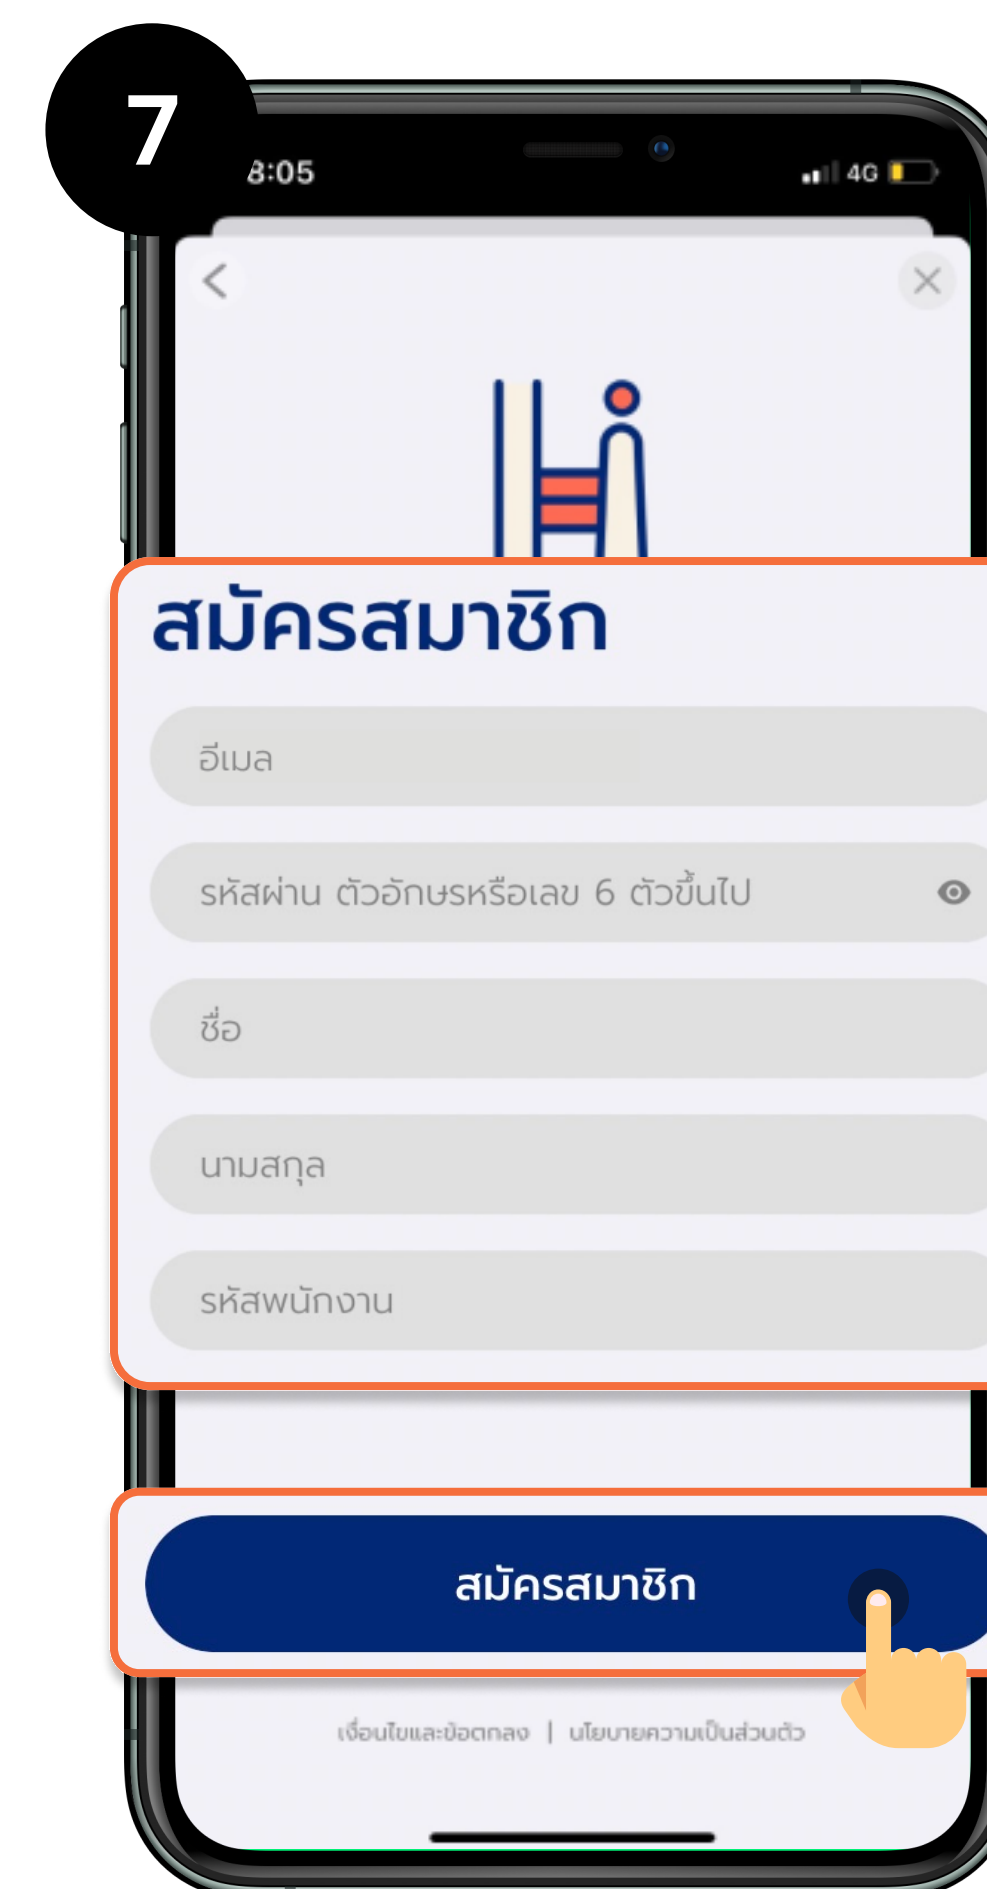 7
8:05
4G
สมัครสมาชิก
อีเมล
รหัสผ่าน ตัวอักษรหรือเลข 6 ตัวขึ้นไป
ชื่อ
นามสกุล
รหัสพนักงาน
สมัครสมาชิก
เงื่อนไขและข้อตกลง | นโยบายความเป็นส่วนตัว